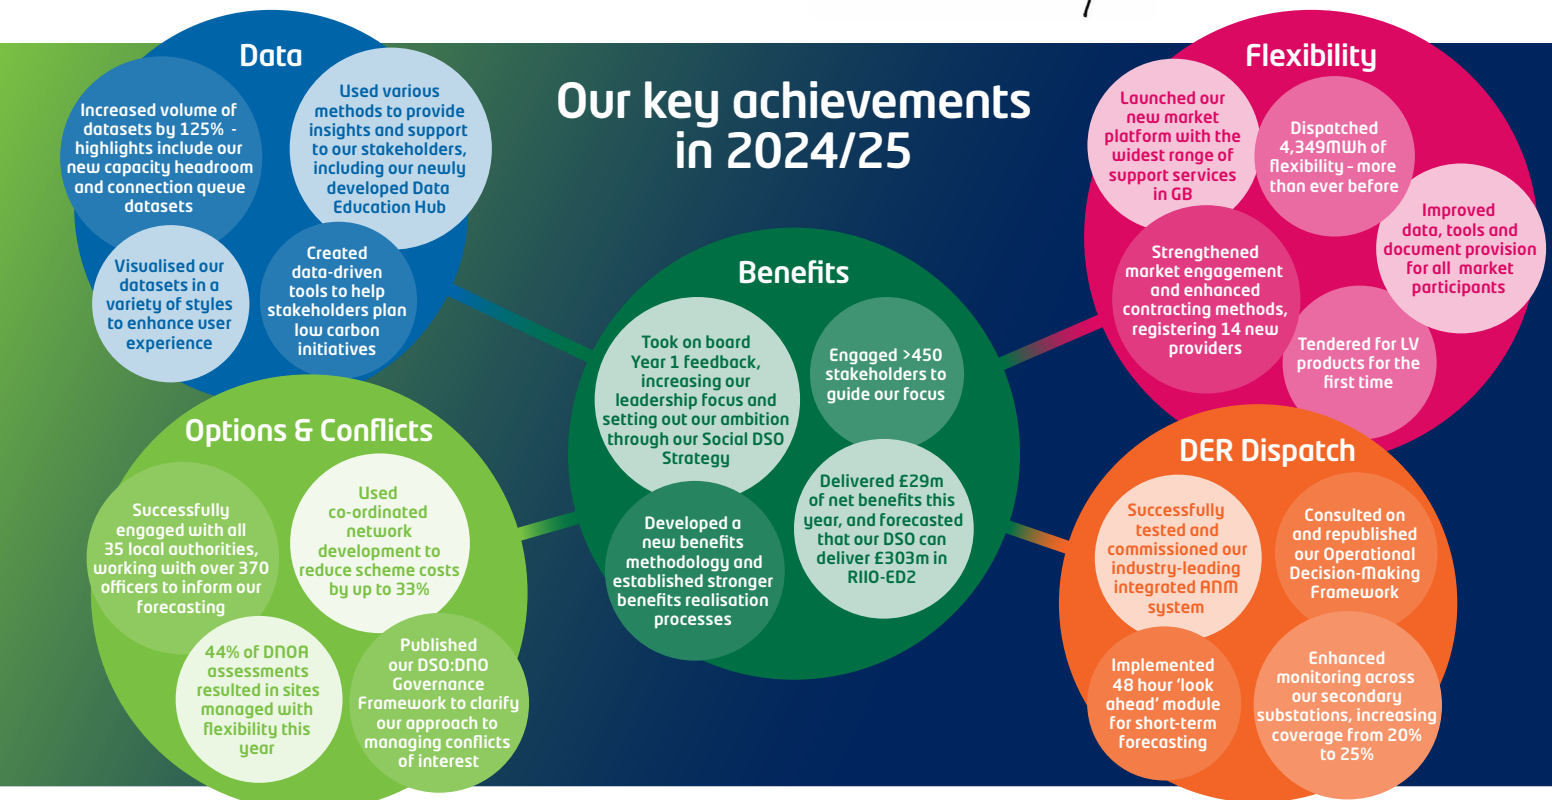 Our key achievements
in 2024/25
Data
Increased volume of
datasets by 125% -
highlights include our
new capacity headroom
and connection queue
datasets
Used various
methods to provide
insights and support
to our stakeholders,
including our newly
developed Data
Education Hub
Visualised our
datasets in a
variety of styles
to enhance user
experience
Created
data-driven
tools to help
stakeholders plan
low carbon
initiatives
Options & Conflicts
Successfully
engaged with all
35 local authorities,
working with over 370
officers to inform our
forecasting
Used
co-ordinated
network
development to
reduce scheme costs
by up to 33%
44% of DNOA
assessments
resulted in sites
managed with
flexibility this
year
Published
our DSO:DNO
Governance
Framework to clarify
our approach to
managing conflicts
of interest
Benefits
Took on board
Year 1 feedback,
increasing our
leadership focus and
setting out our ambition
through our Social DSO
Strategy
Engaged >450
stakeholders to
guide our focus
Developed a
new benefits
methodology and
established stronger
benefits realisation
processes
Delivered £29m
of net benefits this
year, and forecasted
that our DSO can
deliver £303m in
RIIO-ED2
Flexibility
Launched our
new market
platform with the
widest range of
support services
in GB
Dispatched
4,349MWh of
flexibility – more
than ever before
Improved
data, tools and
document provision
for all market
participants
Strengthened
market engagement
and enhanced
contracting methods,
registering 14 new
providers
Tendered for LV
products for the
first time
DER Dispatch
Successfully
tested and
commissioned our
industry-leading
integrated ANM
system
Consulted on
and republished
our Operational
Decision-Making
Framework
Implemented
48 hour ‘look
ahead’ module
for short-term
forecasting
Enhanced
monitoring across
our secondary
substations, increasing
coverage from 20%
to 25%